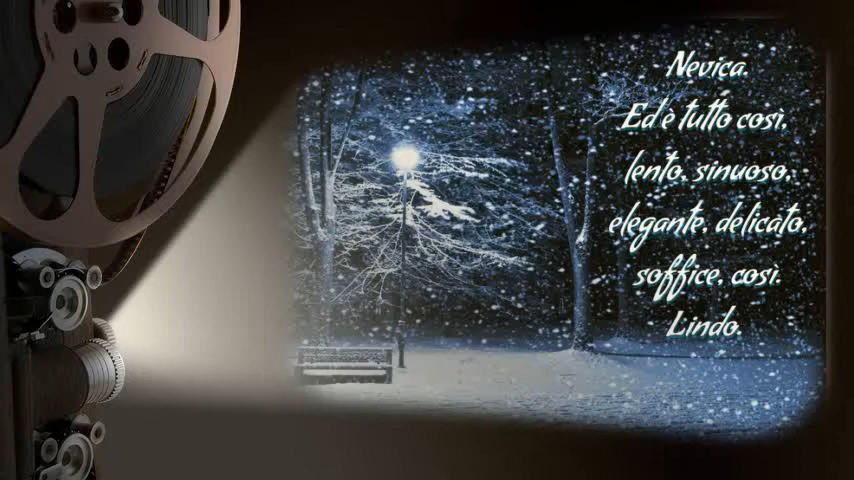 Nevica.
Ed è tutto così,
lento, sinuoso,
elegante, delicato,
soffice, così.
Lindo.